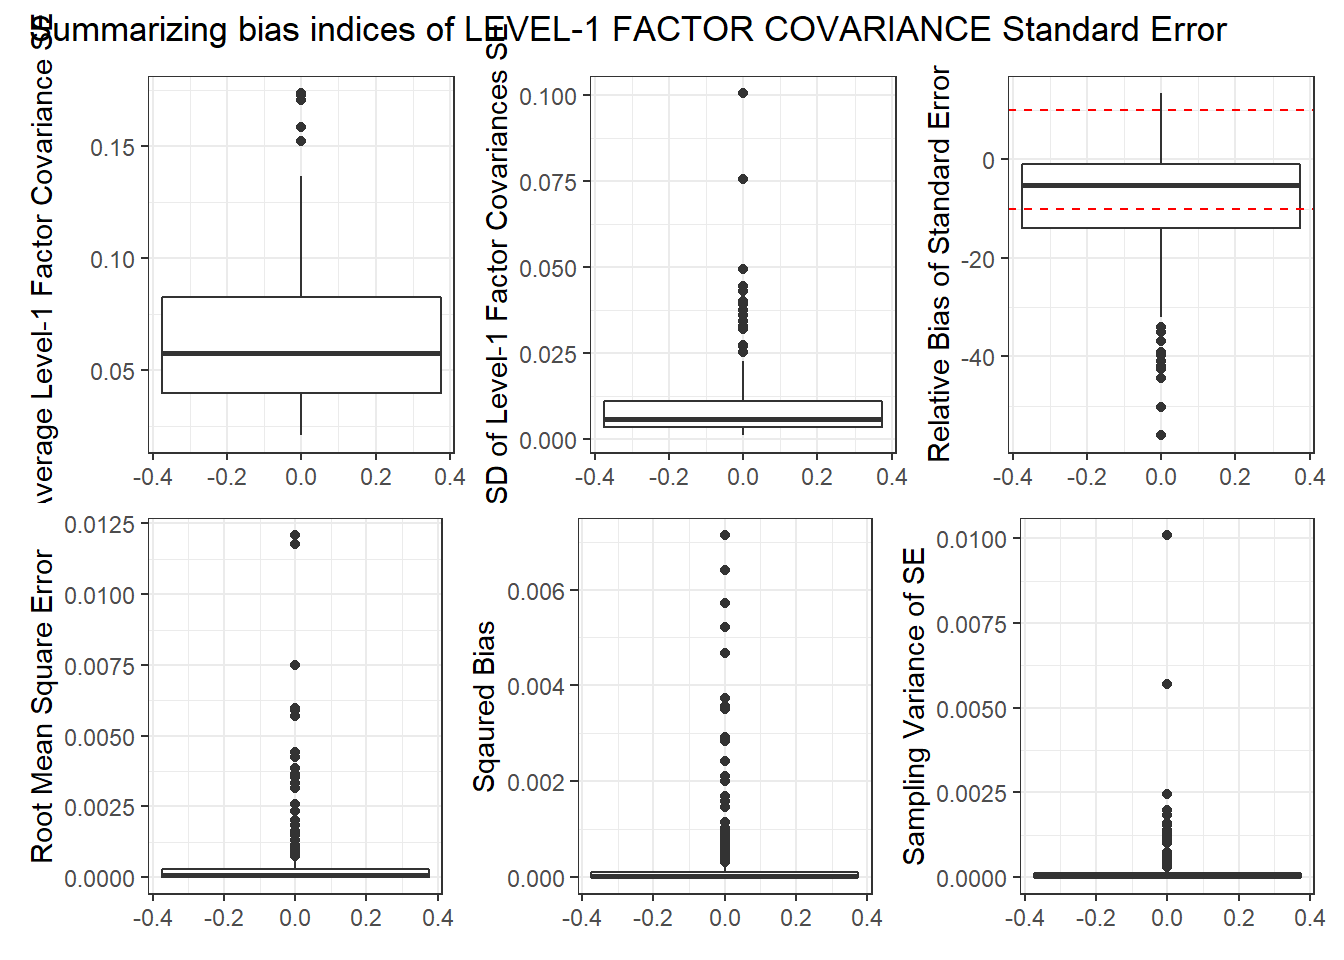 Summarizing bias indices of LEVEL-1 FACTOR COVARIANCE Standard Error
Average Level-1 Factor Covariance SE
0.15
0.10
0.05
-0.4 -0.2 0.0 0.2 0.4
SD of Level-1 Factor Covariances SE
0.100
0.075
0.050
0.025
0.000
-0.4 -0.2 0.0 0.2 0.4
Relative Bias of Standard Error
0
-20
-40
-0.4 -0.2 0.0 0.2 0.4
Root Mean Square Error
0.0125
0.0100
0.0075
0.0050
0.0025
0.0000
-0.4 -0.2 0.0 0.2 0.4
Sqaured Bias
0.006
0.004
0.002
0.000
-0.4 -0.2 0.0 0.2 0.4
Sampling Variance of SE
0.0100
0.0075
0.0050
0.0025
0.0000
-0.4 -0.2 0.0 0.2 0.4